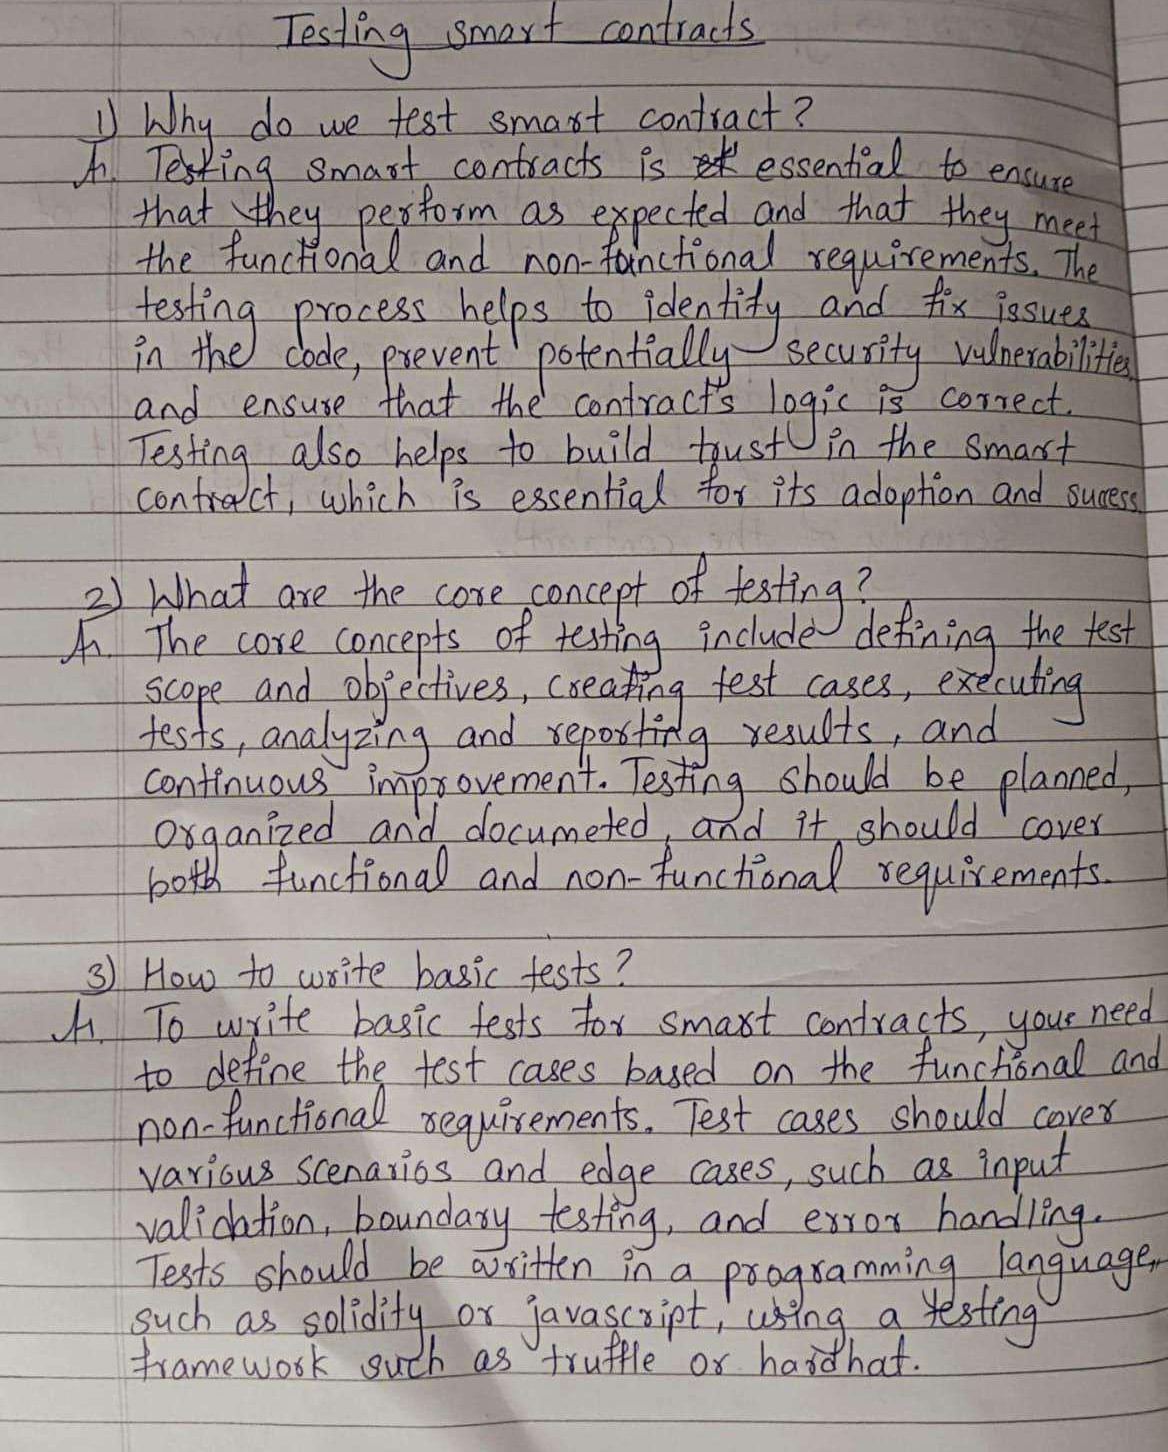 Testing smart contracts
1) Why do we test smart contract?
A. Testing smart contracts is essential to ensure
that they perform as expected and that they meet
the functional and non-functional requirements. The
testing process helps to identify and fix issues
in the code, prevent potentially security vulnerabilities
and ensure that the contract's logic is correct.
Testing also helps to build trust in the smart
contract, which is essential for its adoption and sucess
2) What are the core concept of testing?
A. The core concepts of testing include defining the test
scope and objectives, creating test cases, executing
tests, analyzing and reporting results, and
continuous improvement. Testing should be planned,
organized and documeted, and it should cover
both functional and non-functional requirements.
3) How to write basic tests?
A. To write basic tests for smart contracts, your need
to define the test cases based on the functional and
non-functional requirements. Test cases should cover
various scenarios and edge cases, such as input
validation, boundary testing, and error handling.
Tests should be written in a programming language,
such as solidity or javascript, using a testing
framework such as truffle or hardhat.